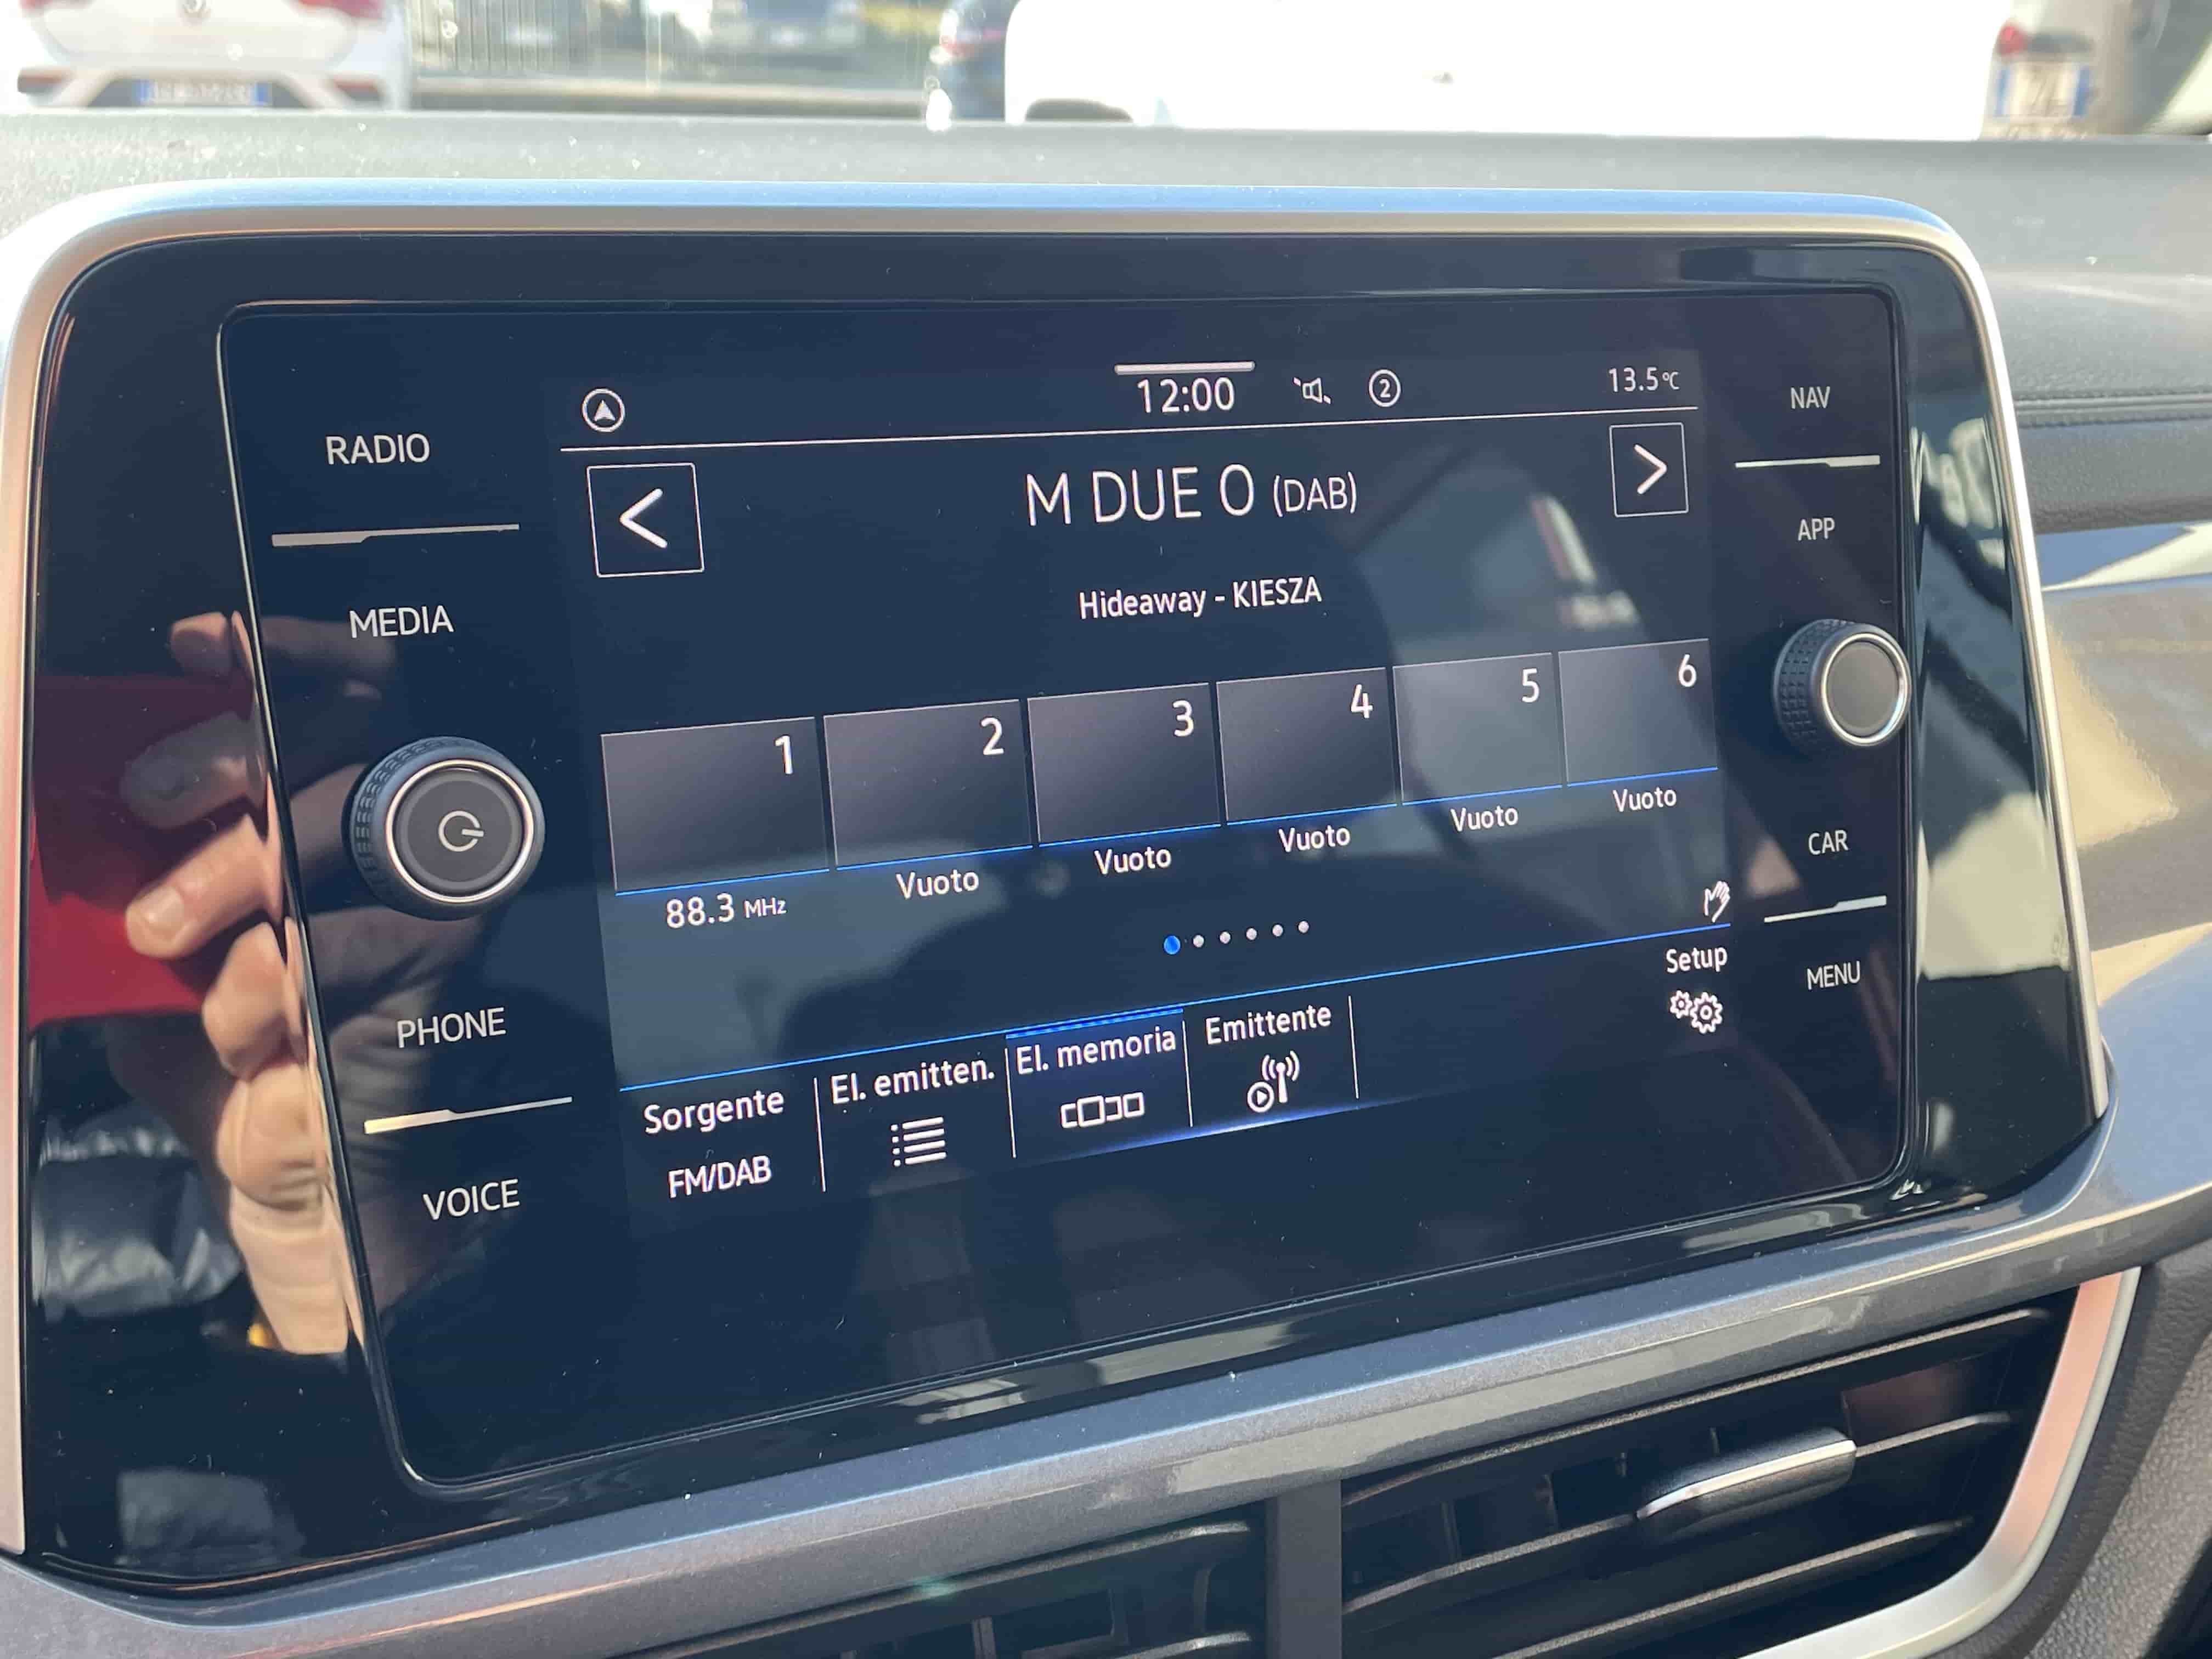 12:00
2
13.5°C
RADIO
MEDIA
PHONE
VOICE
NAV
APP
CAR
MENU
M DUE O (DAB)
Hideaway - KIESZA
1
2
3
4
5
6
88.3 MHz
Vuoto
Vuoto
Vuoto
Vuoto
Vuoto
Setup
Sorgente
FM/DAB
El. emitten.
El. memoria
Emittente